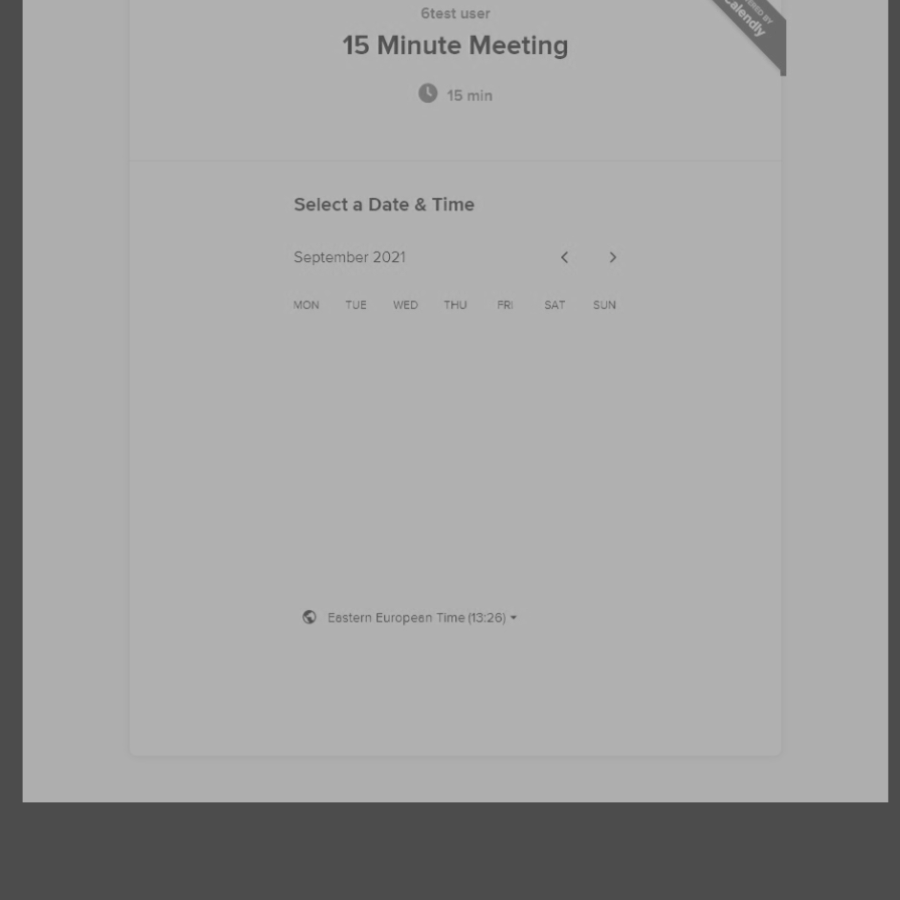 6test user
15 Minute Meeting
15 min
Calendly
Select a Date & Time
September 2021
MON TUE WED THU FRI SAT SUN
Eastern European Time (13:26)